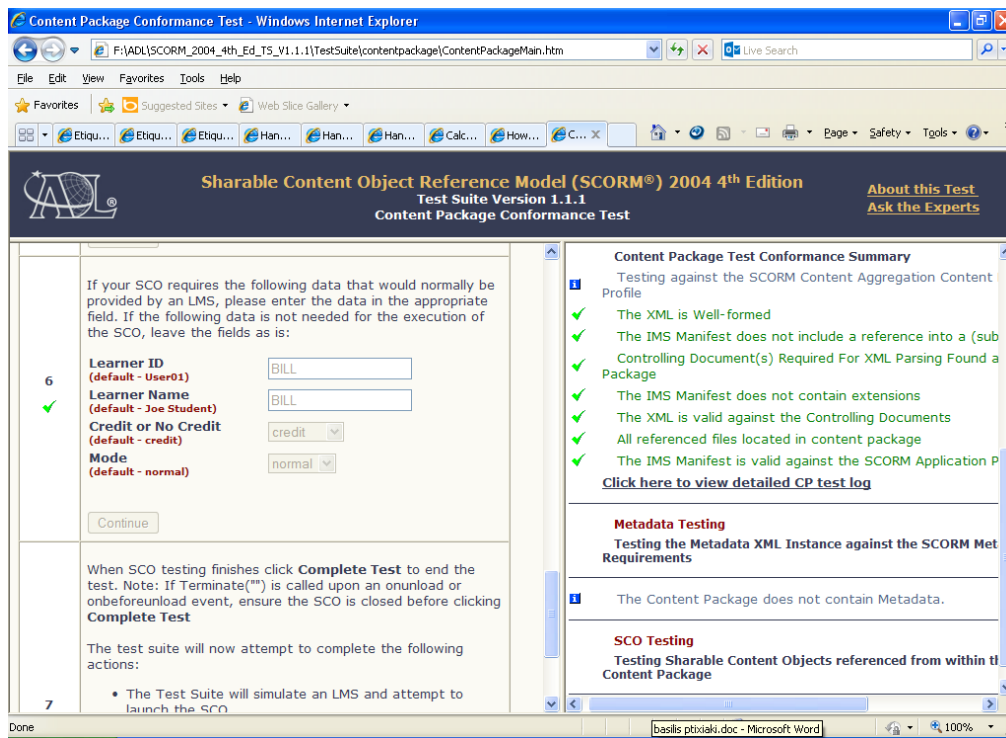 Content Package Conformance Test - Windows Internet Explorer
F:\ADL\SCORM_2004_4th_Ed_TS_V1.1.1\TestSuite\contentpackage\ContentPackageMain.htm
Live Search
File Edit View Favorites Tools Help
Favorites Suggested Sites Web Slice Gallery
Etiqu... Etiqu... Etiqu... Han... Han... Han... Calc... How... C... X Page Safety Tools
ADL®
Sharable Content Object Reference Model (SCORM®) 2004 4th Edition
Test Suite Version 1.1.1
Content Package Conformance Test
About this Test
Ask the Experts
If your SCO requires the following data that would normally be
provided by an LMS, please enter the data in the appropriate
field. If the following data is not needed for the execution of
the SCO, leave the fields as is:
6
Learner ID
(default - User01)
BILL
Learner Name
(default - Joe Student)
BILL
Credit or No Credit
(default - credit)
credit
Mode
(default - normal)
normal
Continue
7
When SCO testing finishes click Complete Test to end the
test. Note: If Terminate("") is called upon an onunload or
onbeforeunload event, ensure the SCO is closed before clicking
Complete Test
The test suite will now attempt to complete the following
actions:
• The Test Suite will simulate an LMS and attempt to
launch the SCO
Content Package Test Conformance Summary
Testing against the SCORM Content Aggregation Content
Profile
The XML is Well-formed
The IMS Manifest does not include a reference into a (sub
Controlling Document(s) Required For XML Parsing Found a
Package
The IMS Manifest does not contain extensions
The XML is valid against the Controlling Documents
All referenced files located in content package
The IMS Manifest is valid against the SCORM Application P
Click here to view detailed CP test log
Metadata Testing
Testing the Metadata XML Instance against the SCORM Met
Requirements
The Content Package does not contain Metadata.
SCO Testing
Testing Sharable Content Objects referenced from within th
Content Package
Done
basilis ptixiaki.doc - Microsoft Word
100%